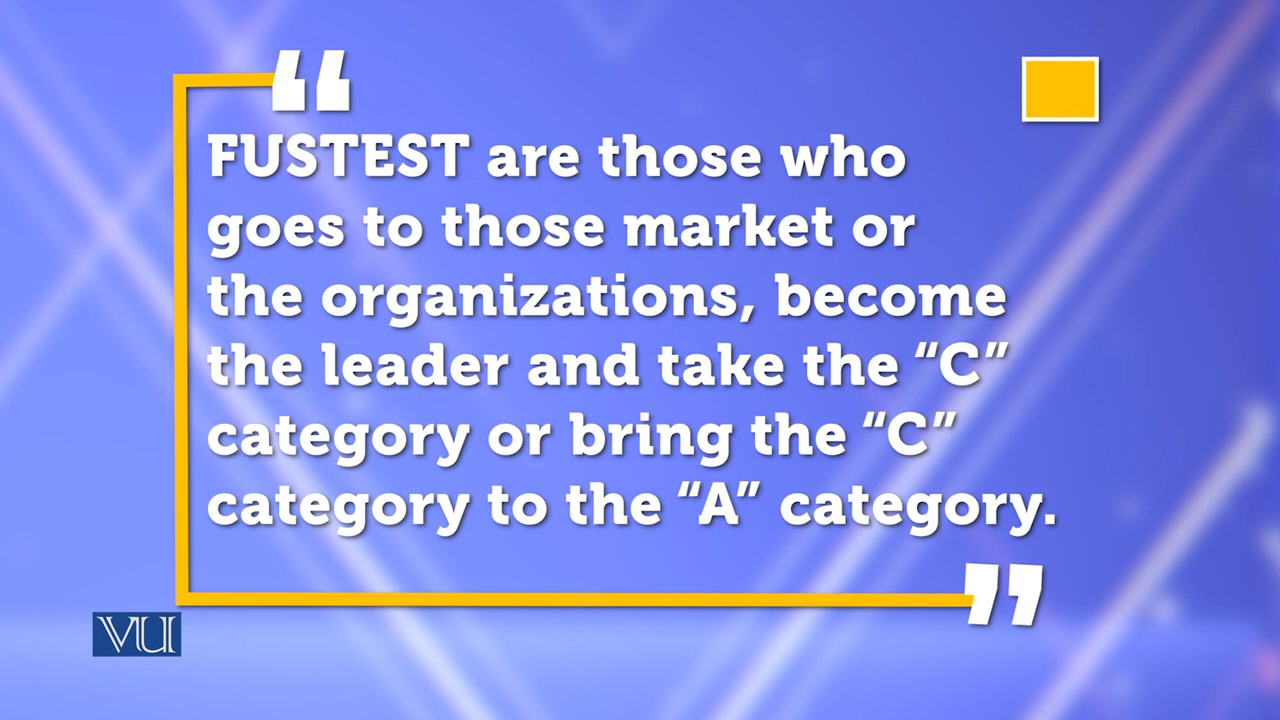 “
FUSTEST are those who
goes to those market or
the organizations, become
the leader and take the “C”
category or bring the “C”
category to the “A” category.
”
VU